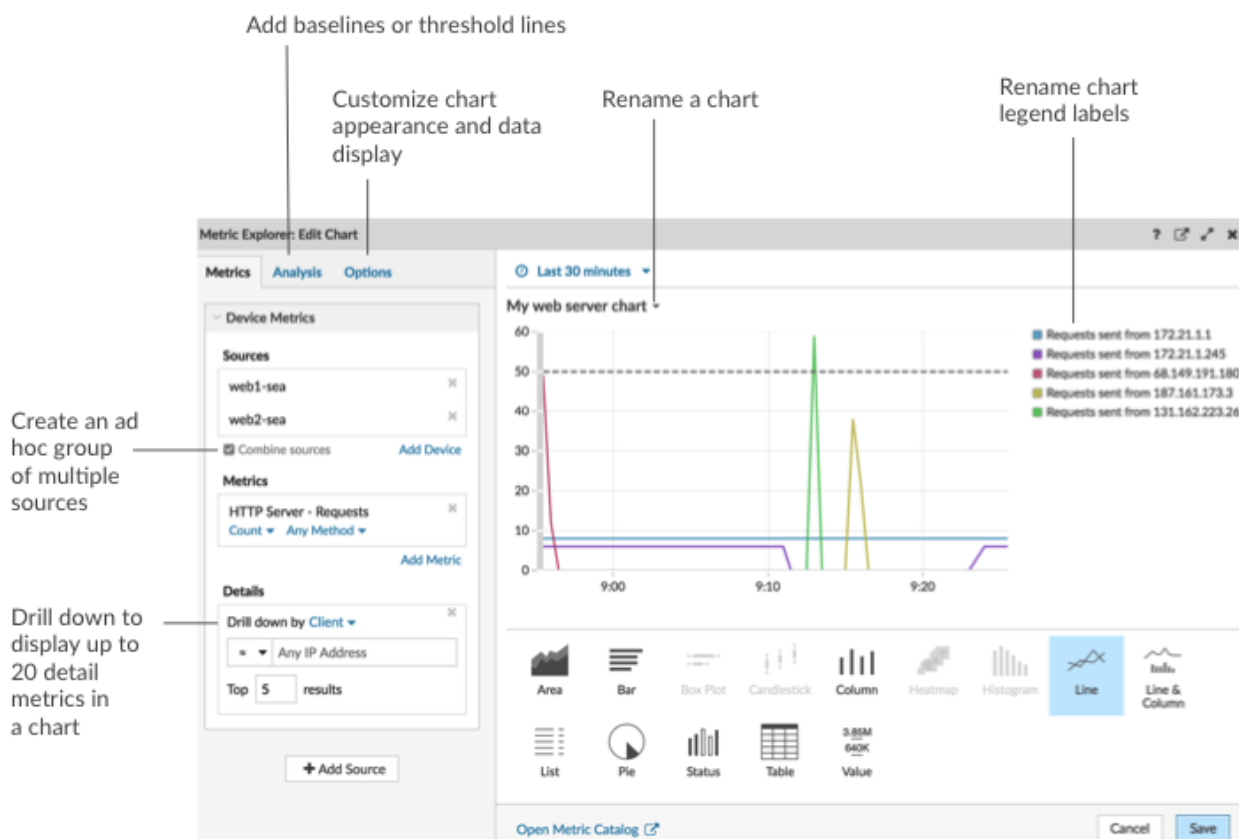 Add baselines or threshold lines
Customize chart
appearance and data
display
Rename a chart
Rename chart
legend labels
Metric Explorer: Edit Chart
?
Metrics
Analysis
Options
Last 30 minutes
Device Metrics
Sources
web1-sea
web2-sea
Combine sources
Add Device
Metrics
HTTP Server - Requests
Count
Any Method
Add Metric
Details
Drill down by Client
=
Any IP Address
Top 5 results
+ Add Source
Create an ad
hoc group
of multiple
sources
Drill down to
display up to
20 detail
metrics in
a chart
My web server chart
60
50
40
30
20
10
0
9:00
9:10
9:20
Requests sent from 172.21.1.1
Requests sent from 172.21.1.245
Requests sent from 68.149.191.180
Requests sent from 187.161.173.3
Requests sent from 131.162.223.26
Area
Bar
Box Plot
Candlestick
Column
Heatmap
Histogram
Line
Line &
Column
List
Pie
Status
Table
3.85M
640K
Value
Open Metric Catalog
Cancel
Save